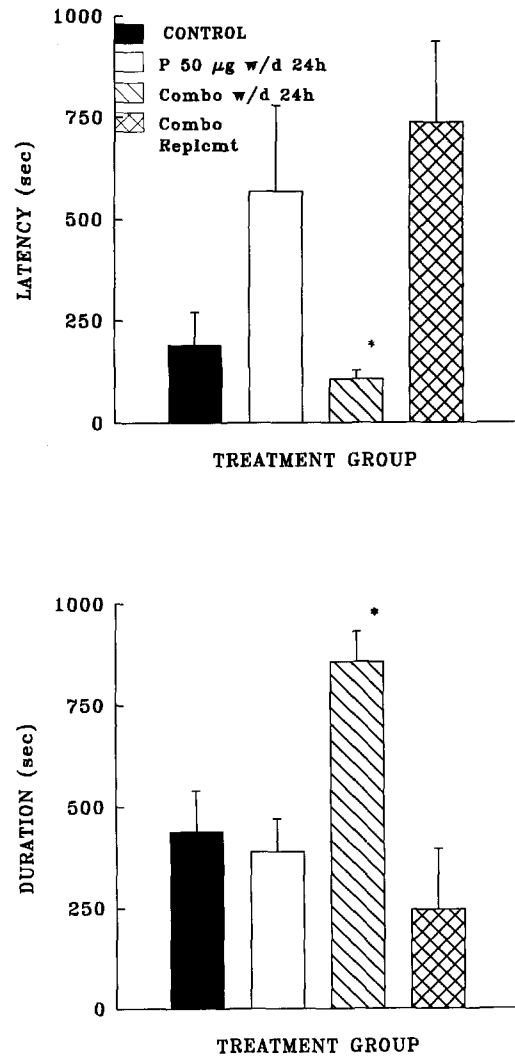 1000
750
500
250
0
LATENCY (sec)
CONTROL
P 50 μg w/d 24h
Combo w/d 24h
Combo
Replcmt
*
TREATMENT GROUP
1000
750
500
250
0
DURATION (sec)
*
TREATMENT GROUP